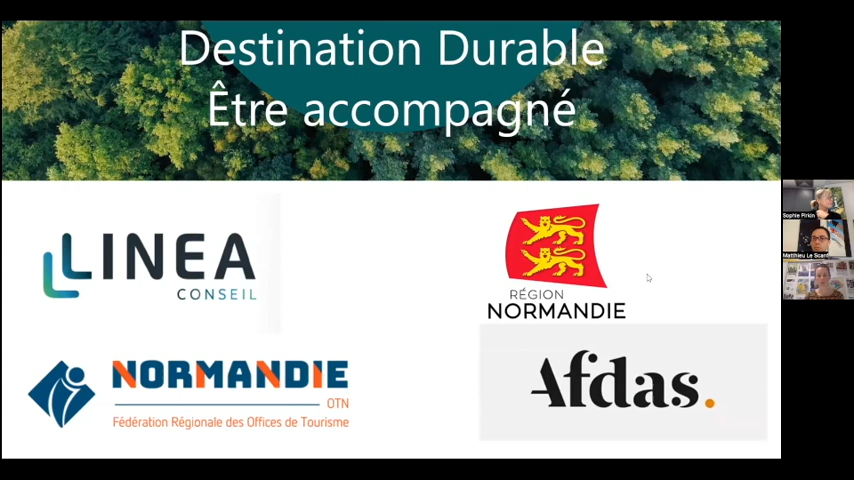 Destination Durable
Être accompagné
LINEA
CONSEIL
RÉGION
NORMANDIE
NORMANDIE
OTN
Fédération Régionale des Offices de Tourisme
Afdas.
Sophie Pirkin
Matthieu Le Scan